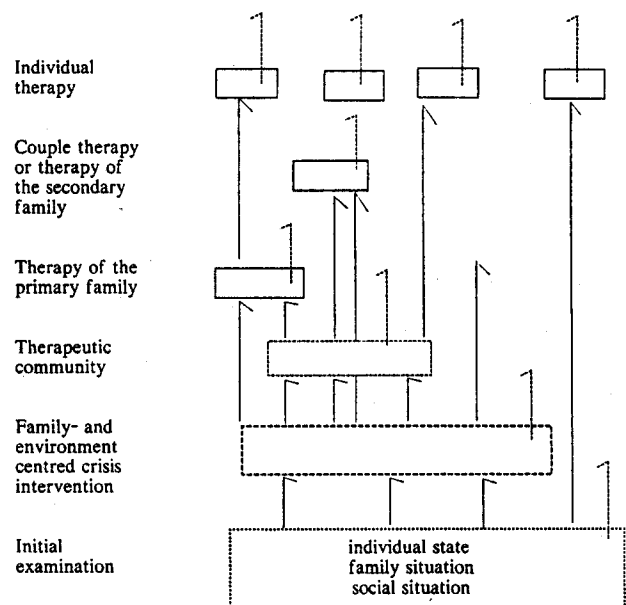 Individual
therapy
Couple therapy
or therapy of
the secondary
family
Therapy of the
primary family
Therapeutic
community
Family- and
environment
centred crisis
intervention
Initial
examination
individual state
family situation
social situation